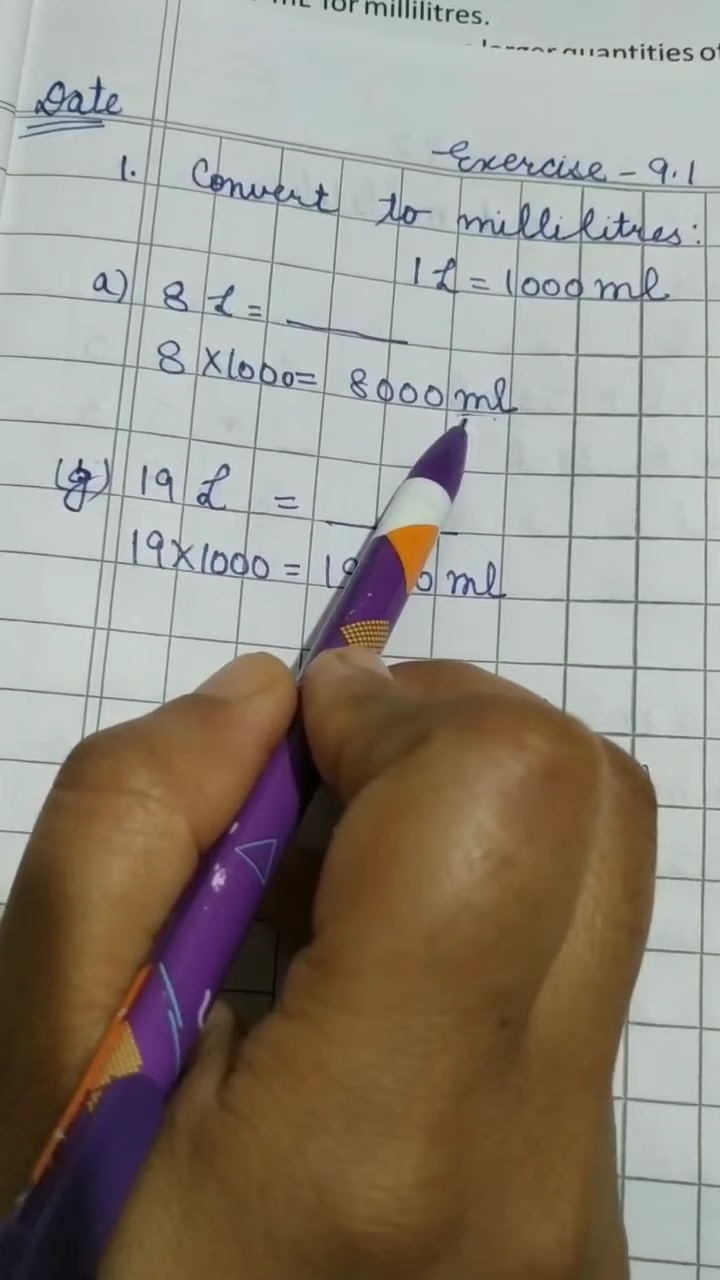 for millilitres.
quantities of
Date
Exercise - 9.1
1. Convert to millilitres:
1L = 1000 ml
a) 8 L = ____
8 × 1000 = 8000 ml
(g) 19 L = ____
19 × 1000 = ml